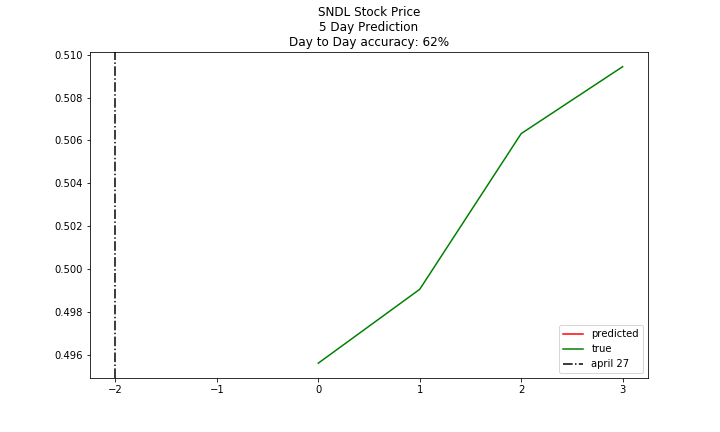 SNDL Stock Price
5 Day Prediction
Day to Day accuracy: 62%
0.510
0.508
0.506
0.504
0.502
0.500
0.498
0.496
−2
−1
0
1
2
3
predicted
true
april 27